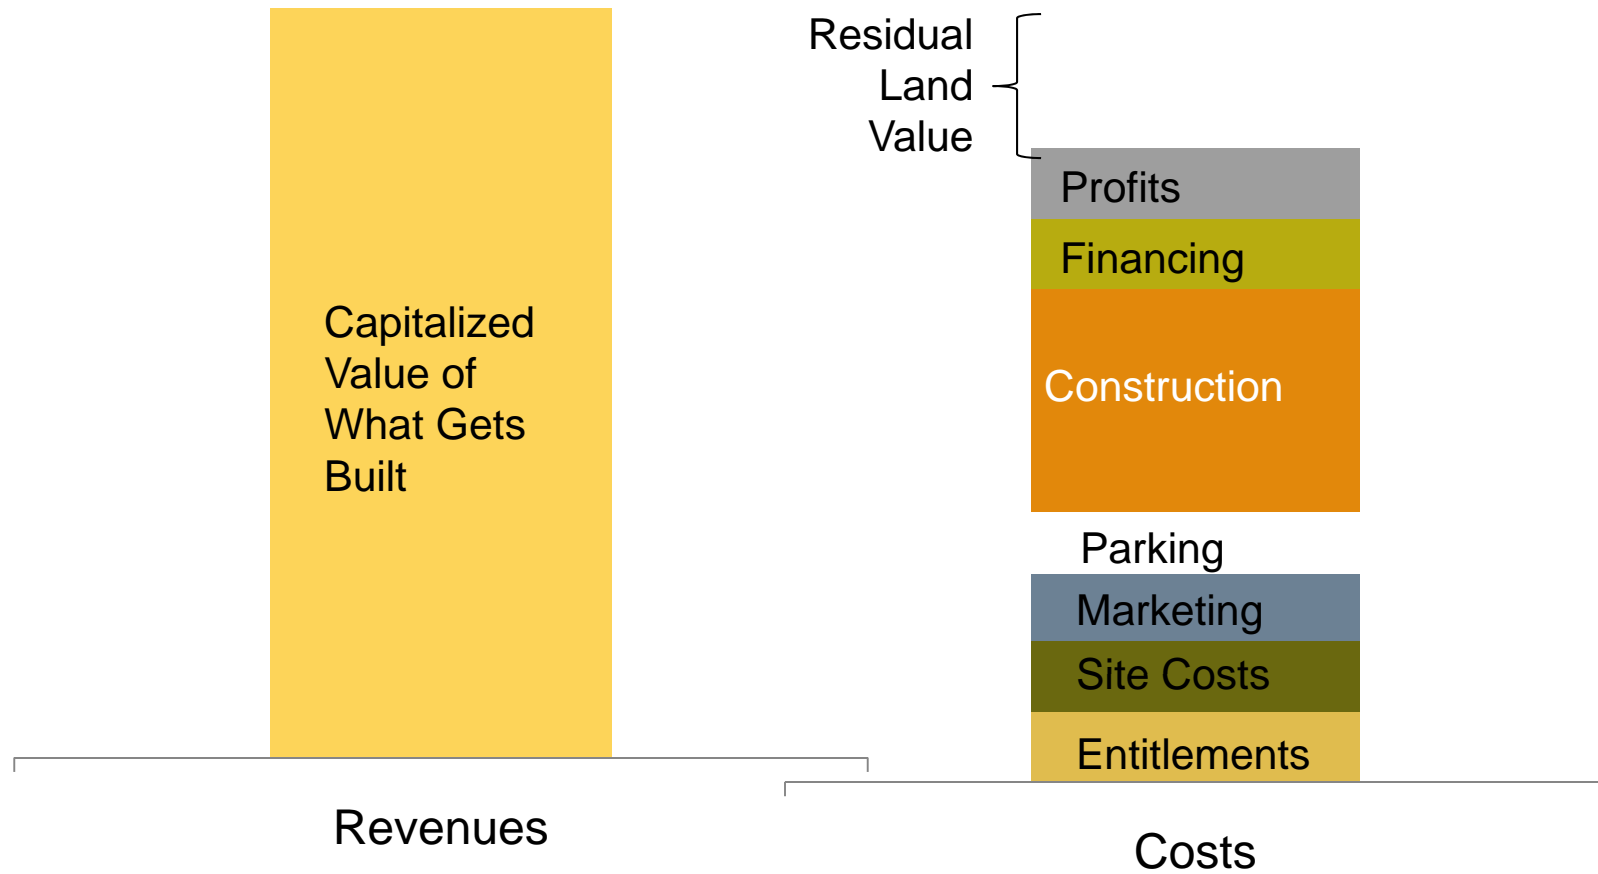 Capitalized
Value of
What Gets
Built
Revenues
Residual
Land
Value
Profits
Financing
Construction
Parking
Marketing
Site Costs
Entitlements
Costs